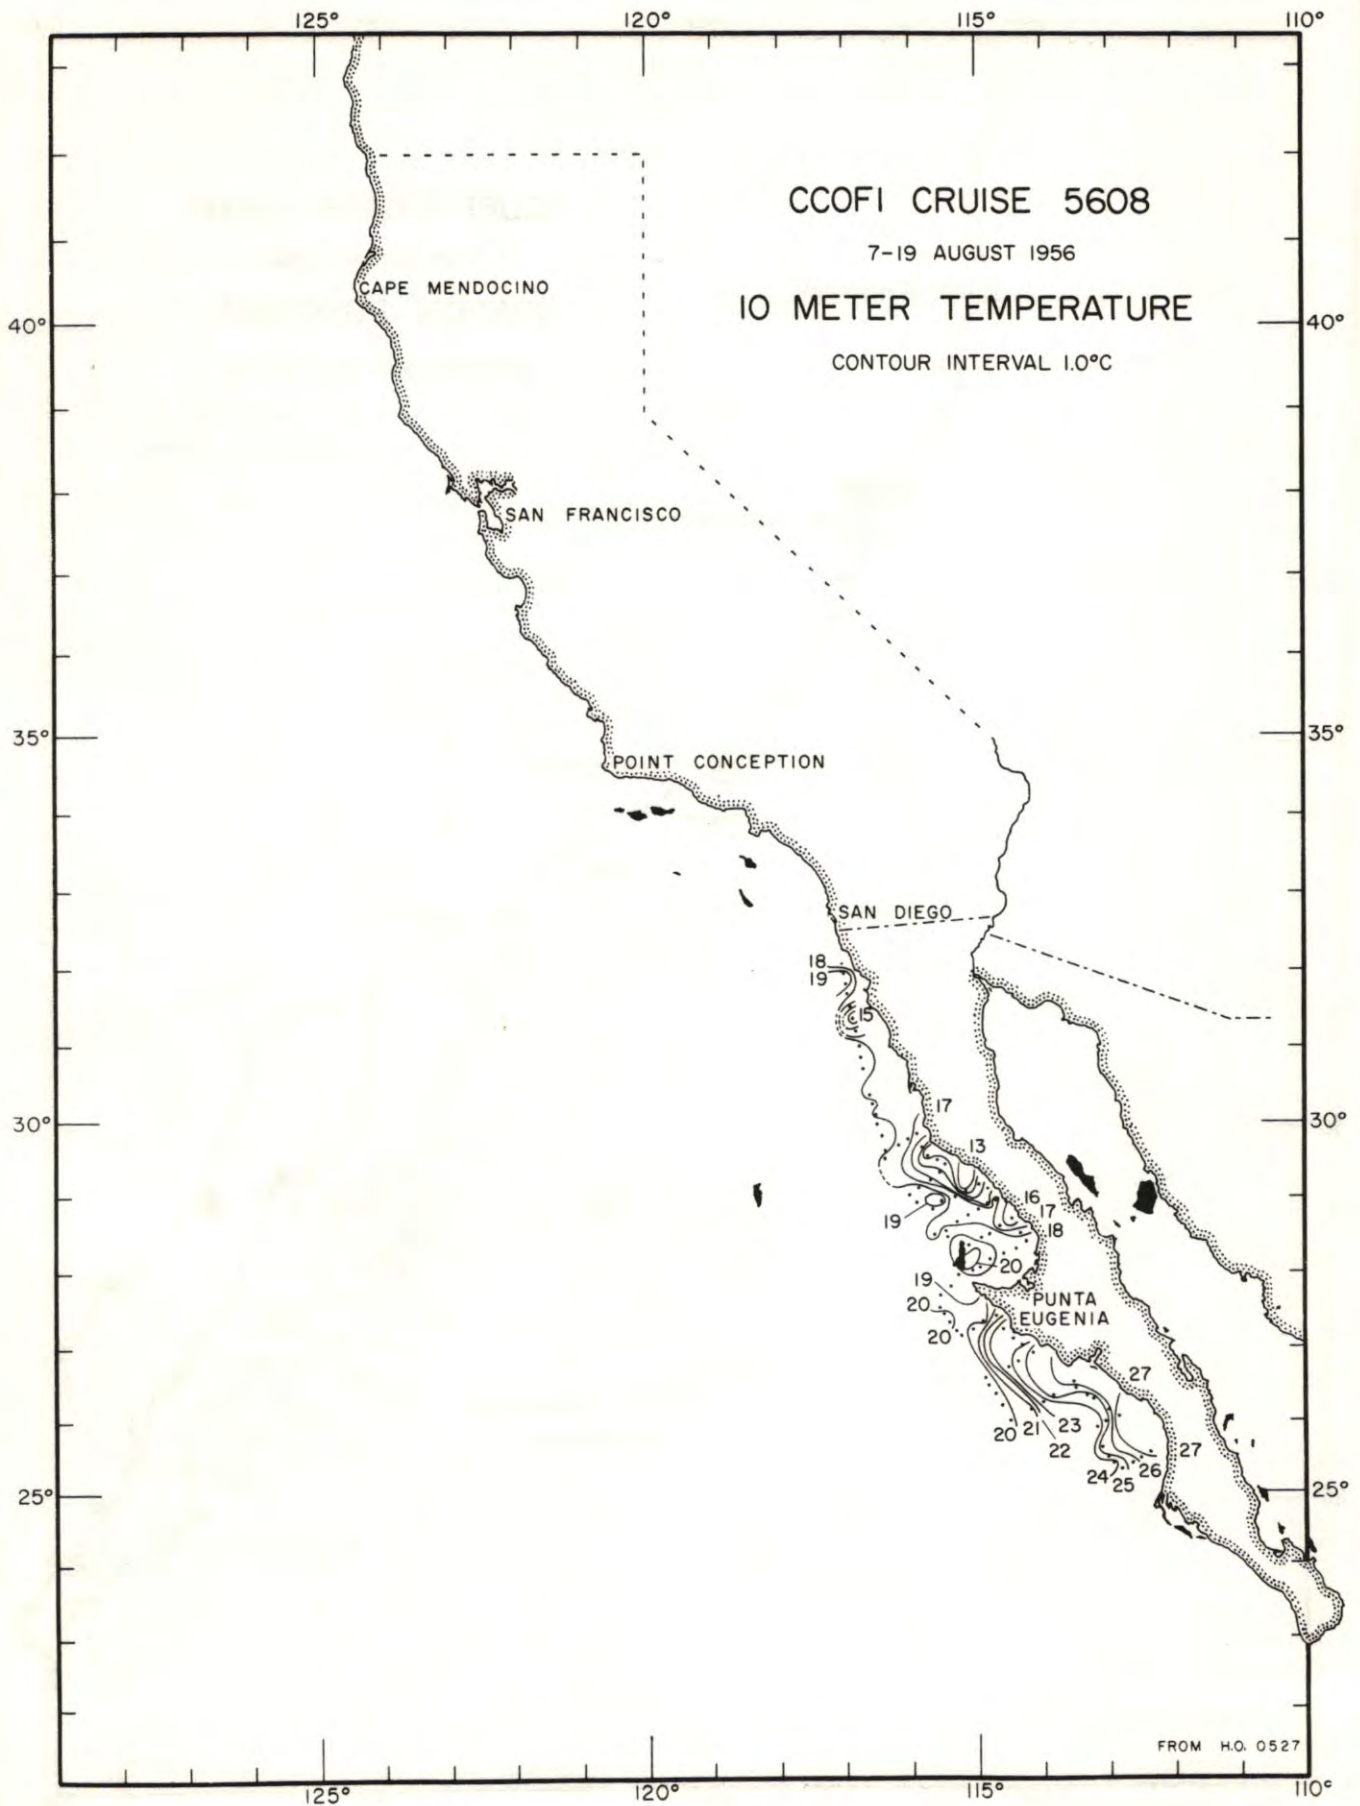 125° 120° 115° 110°
CCOFI CRUISE 5608
7-19 AUGUST 1956
10 METER TEMPERATURE
CONTOUR INTERVAL 1.0°C
CAPE MENDOCINO
40° 40°
SAN FRANCISCO
35° 35°
POINT CONCEPTION
SAN DIEGO
18
19
15
30° 30°
17
13
16
17
18
19
20
19
20
20
PUNTA
EUGENIA
27
20 21 23
22
27
24 25 26
25° 25°
FROM H.O. 0527
125° 120° 115° 110°